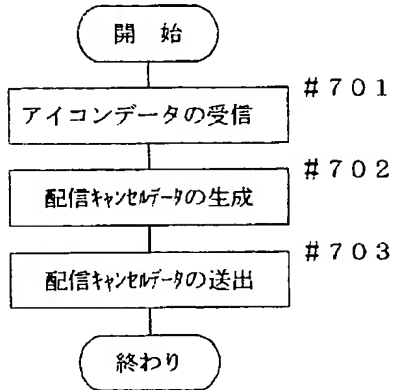 開 始
#701
アイコンデータの受信
#702
配信キャンセルデータの生成
#703
配信キャンセルデータの送出
終わり